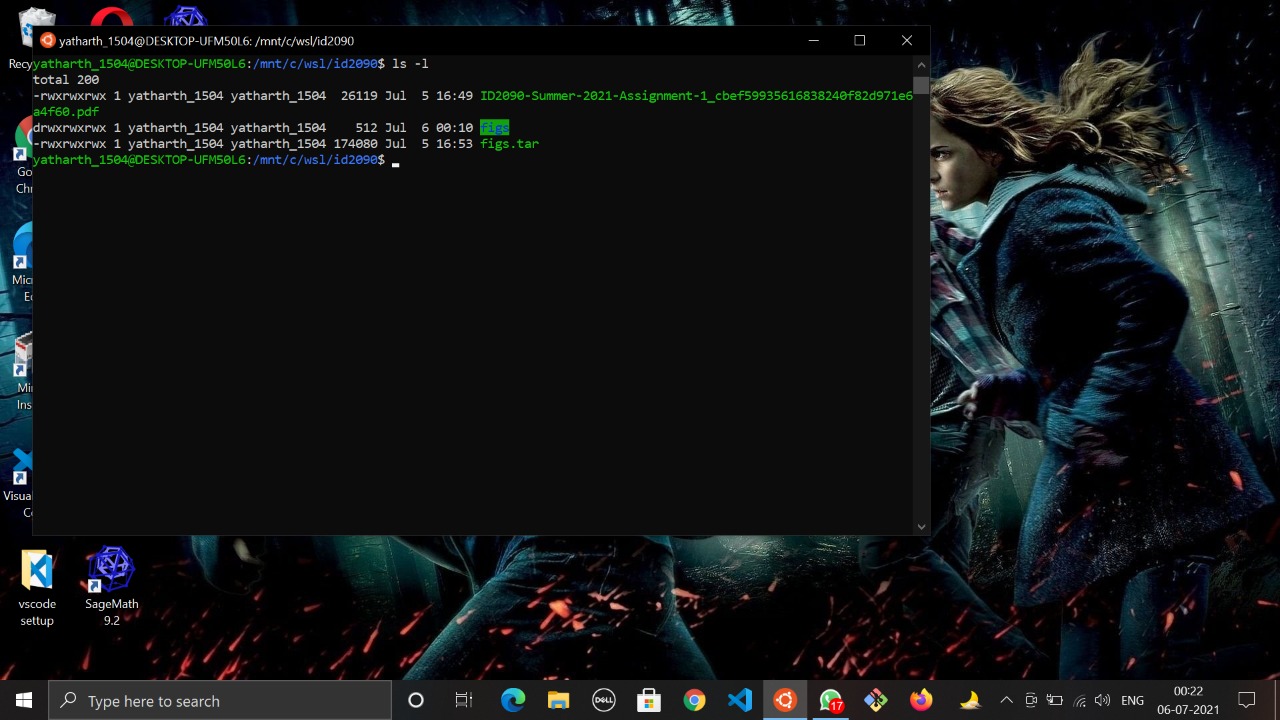 yatharth_1504@DESKTOP-UFM50L6: /mnt/c/wsl/id2090
yatharth_1504@DESKTOP-UFM50L6:/mnt/c/wsl/id2090$ ls -l
total 200
-rwxrwxrwx 1 yatharth_1504 yatharth_1504  26119 Jul  5 16:49 ID2090-Summer-2021-Assignment-1_cbef59935616838240f82d971e6
a4f60.pdf
drwxrwxrwx 1 yatharth_1504 yatharth_1504    512 Jul  6 00:10 figs
-rwxrwxrwx 1 yatharth_1504 yatharth_1504 174080 Jul  5 16:53 figs.tar
yatharth_1504@DESKTOP-UFM50L6:/mnt/c/wsl/id2090$
Recy
Go
Chr
Mic
E
Mi
Ins
Visua
C
vscode
setup
SageMath
9.2
Type here to search
DELL
17
ENG
00:22
06-07-2021